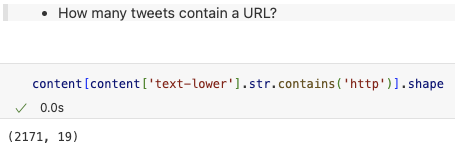 • How many tweets contain a URL?
content[content['text-lower'].str.contains('http')].shape
✓ 0.0s
(2171, 19)